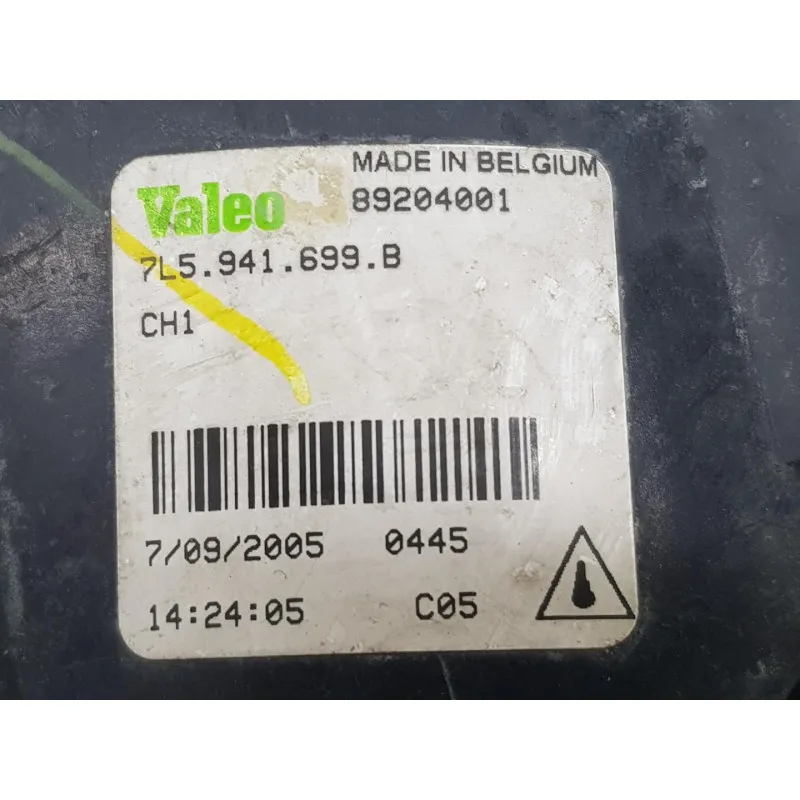 MADE IN BELGIUM
Valeo 89204001
7L5.941.699.B
CH1
7/09/2005 0445
14:24:05 C05